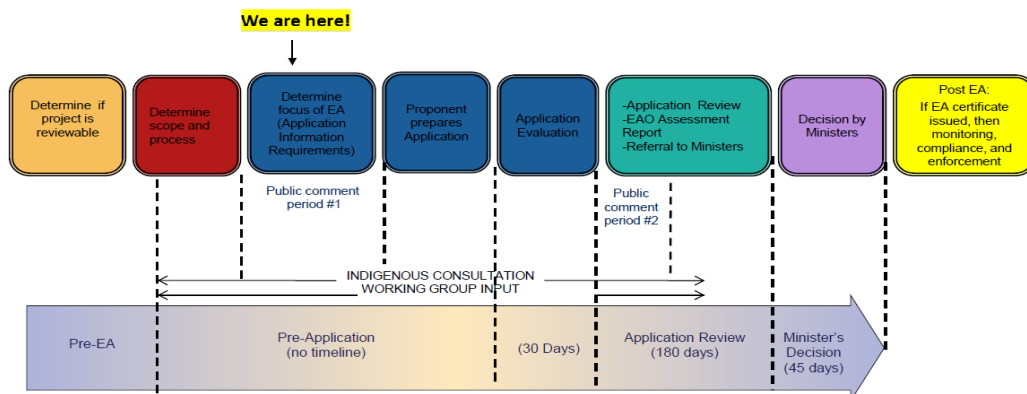 We are here!
Determine if
project is
reviewable
Determine
scope and
process
Determine
focus of EA
(Application
Information
Requirements)
Proponent
prepares
Application
Application
Evaluation
-Application Review
-EAO Assessment
Report
-Referral to Ministers
Decision by
Ministers
Post EA:
If EA certificate
issued, then
monitoring,
compliance, and
enforcement
Public comment
period #1
Public
comment
period #2
INDIGENOUS CONSULTATION
WORKING GROUP INPUT
Pre-EA
Pre-Application
(no timeline)
(30 Days)
Application Review
(180 days)
Minister's
Decision
(45 days)